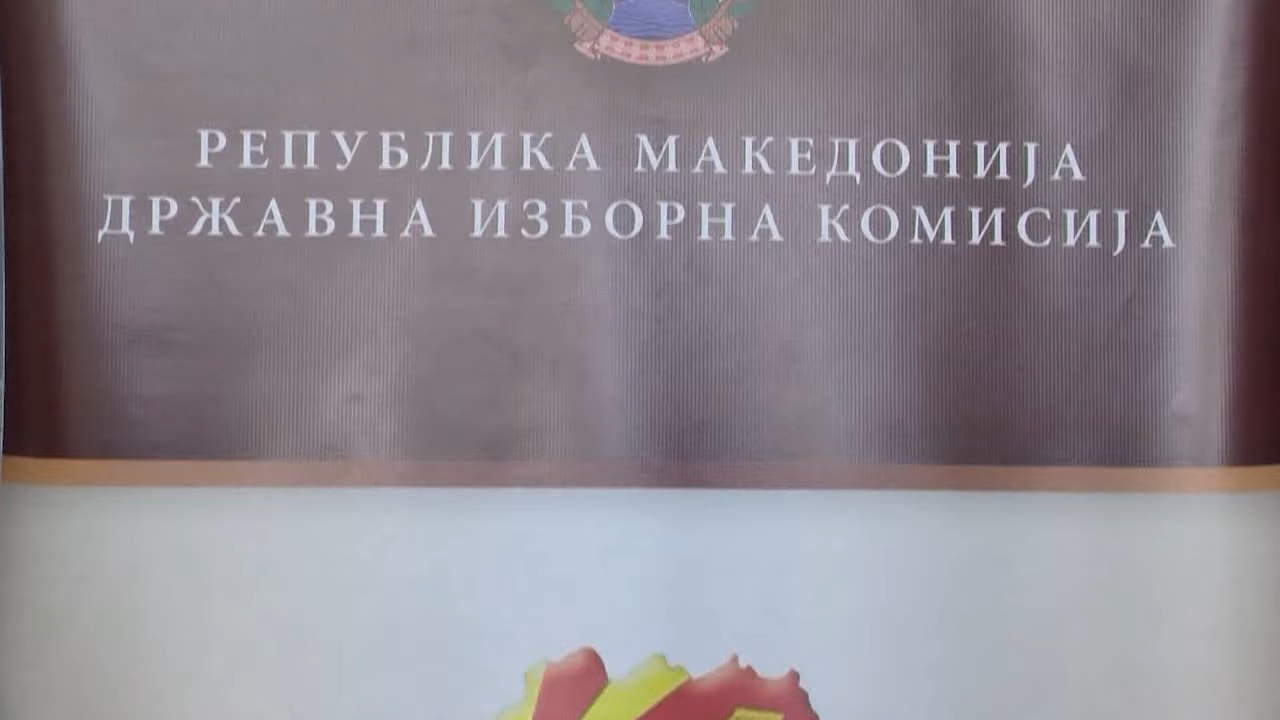 РЕПУБЛИКА МАКЕДОНИЈА
ДРЖАВНА ИЗБОРНА КОМИСИЈА